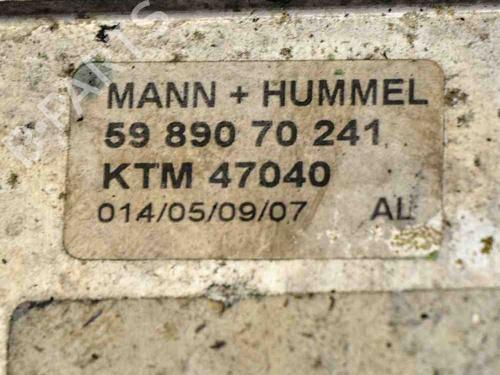 MANN + HUMMEL
59 890 70 241
KTM 47040
014/05/09/07 AL